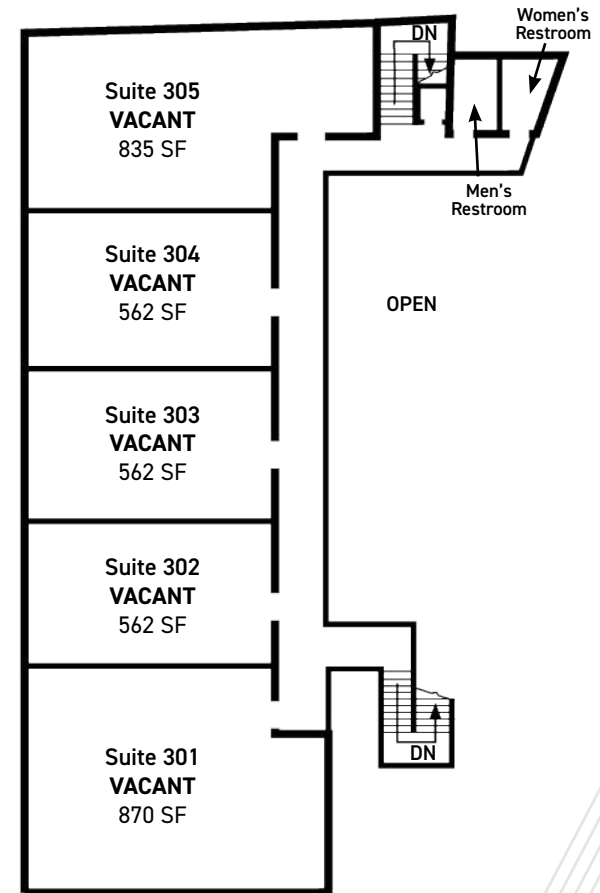 DN
Women's
Restroom
Suite 305
VACANT
835 SF
Men's
Restroom
Suite 304
VACANT
562 SF
OPEN
Suite 303
VACANT
562 SF
Suite 302
VACANT
562 SF
Suite 301
VACANT
870 SF
DN